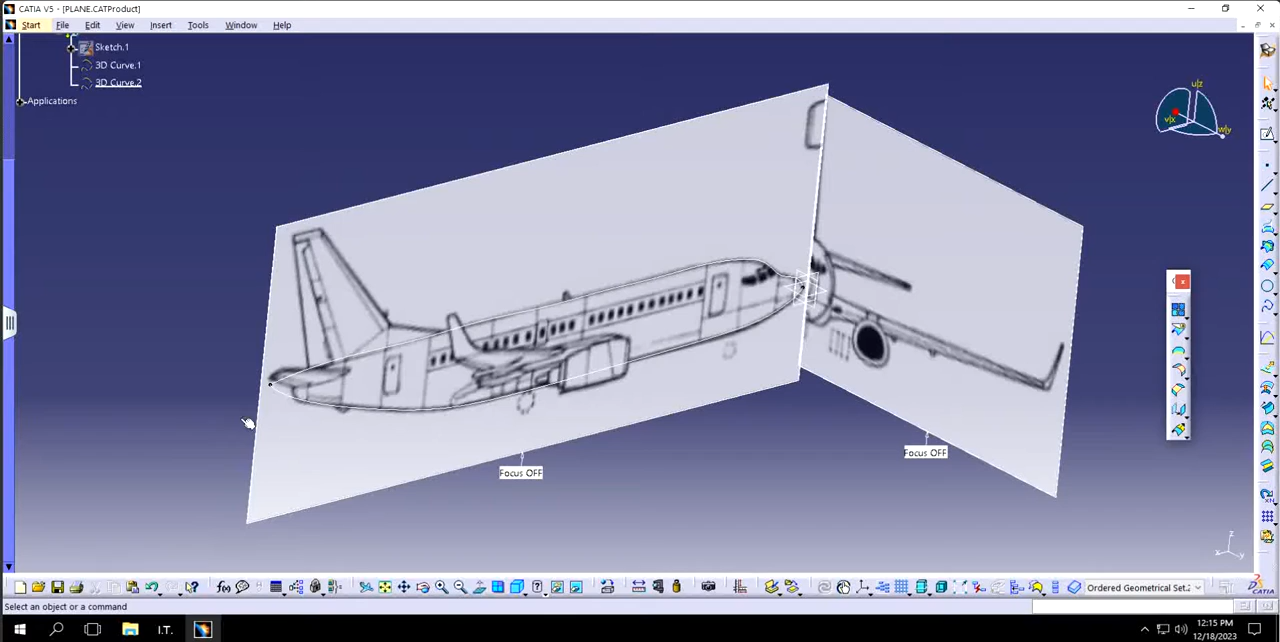 CATIA V5 - [PLANE.CATProduct]
Start File Edit View Insert Tools Window Help
Sketch.1
3D Curve.1
3D Curve.2
Applications
u|z
v|x
w|y
Focus OFF
Focus OFF
z
x y
f(x)
Ordered Geometrical Set.2
CATIA
Select an object or a command
I.T.
12:15 PM
12/18/2023